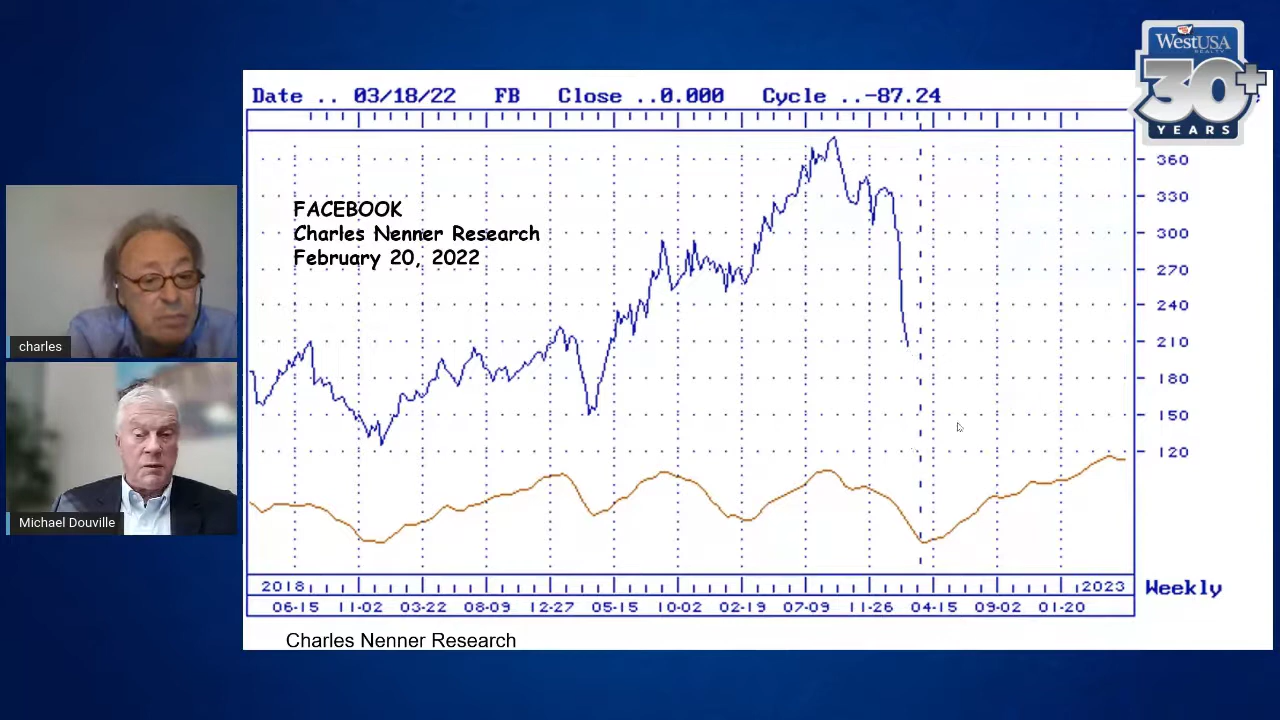 WestUSA
REALTY
30+
YEARS
Date .. 03/18/22 FB Close ..0.000 Cycle ..-87.24
360
330
300
270
240
210
180
150
120
FACEBOOK
Charles Nenner Research
February 20, 2022
charles
Michael Douville
2018 2023
Weekly
06-15 11-02 03-22 08-09 12-27 05-15 10-02 02-19 07-09 11-26 04-15 09-02 01-20
Charles Nenner Research